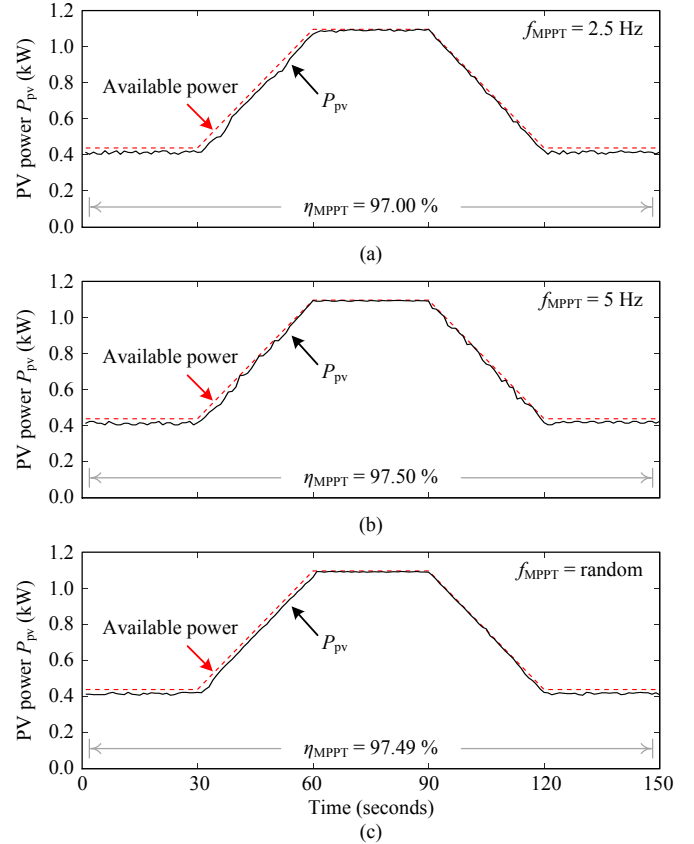 1.2
1.0
0.8
0.6
0.4
0.2
0.0
PV power Ppv (kW)
fMPPT = 2.5 Hz
Available power
Ppv
ηMPPT = 97.00 %
(a)
1.2
1.0
0.8
0.6
0.4
0.2
0.0
PV power Ppv (kW)
fMPPT = 5 Hz
Available power
Ppv
ηMPPT = 97.50 %
(b)
1.2
1.0
0.8
0.6
0.4
0.2
0.0
PV power Ppv (kW)
fMPPT = random
Available power
Ppv
ηMPPT = 97.49 %
0 30 60 90 120 150
Time (seconds)
(c)